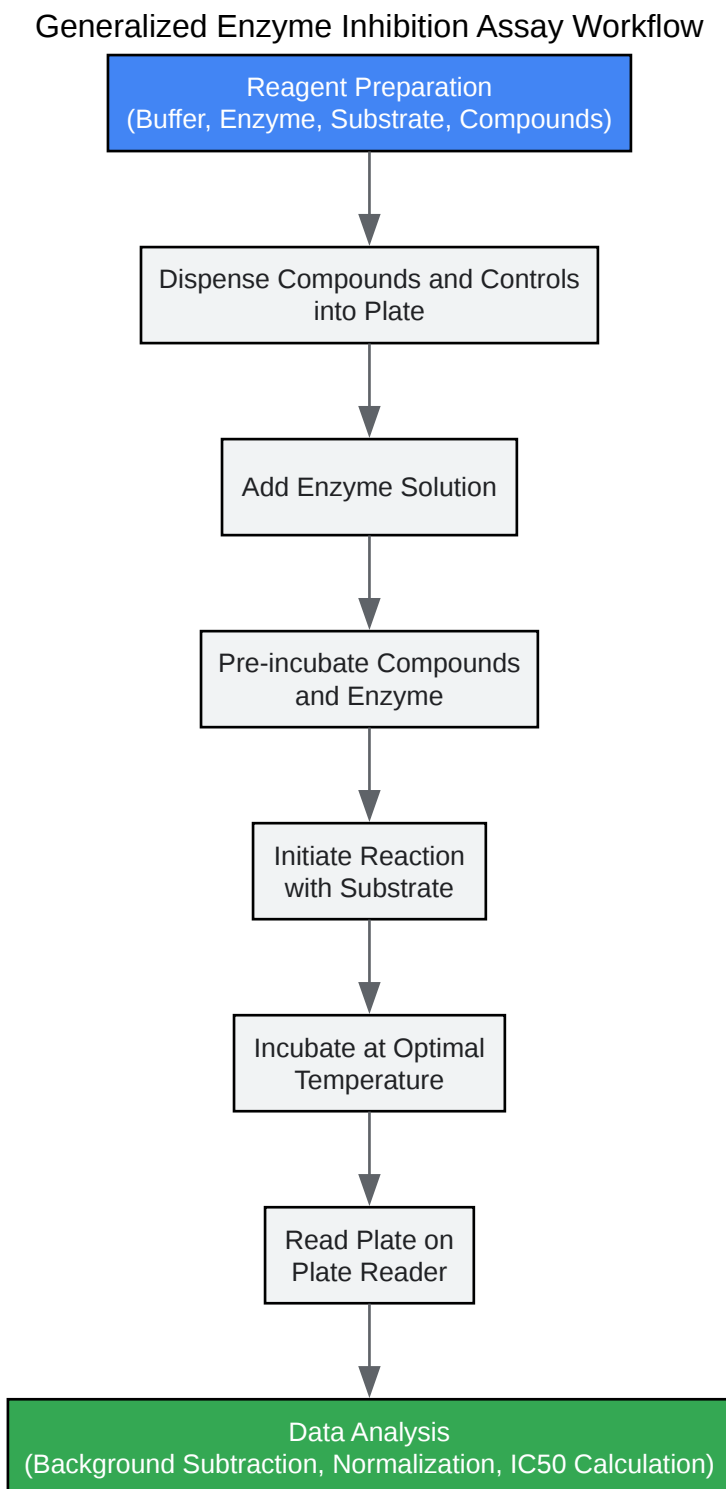 Generalized Enzyme Inhibition Assay Workflow
Reagent Preparation
(Buffer, Enzyme, Substrate, Compounds)
Dispense Compounds and Controls
into Plate
Add Enzyme Solution
Pre-incubate Compounds
and Enzyme
Initiate Reaction
with Substrate
Incubate at Optimal
Temperature
Read Plate on
Plate Reader
Data Analysis
(Background Subtraction, Normalization, IC50 Calculation)